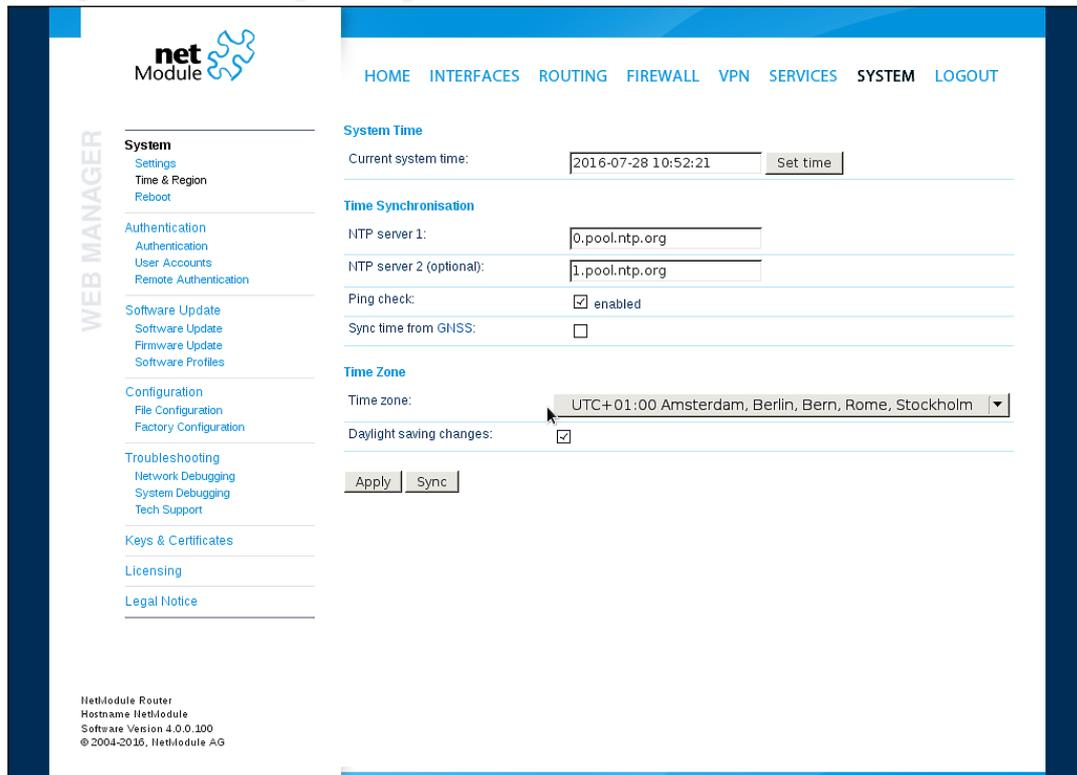 net
Module
HOME INTERFACES ROUTING FIREWALL VPN SERVICES SYSTEM LOGOUT
WEB MANAGER
System
Settings
Time & Region
Reboot
Authentication
Authentication
User Accounts
Remote Authentication
Software Update
Software Update
Firmware Update
Software Profiles
Configuration
File Configuration
Factory Configuration
Troubleshooting
Network Debugging
System Debugging
Tech Support
Keys & Certificates
Licensing
Legal Notice
System Time
Current system time: 2016-07-28 10:52:21 Set time
Time Synchronisation
NTP server 1: 0.pool.ntp.org
NTP server 2 (optional): 1.pool.ntp.org
Ping check: enabled
Sync time from GNSS:
Time Zone
Time zone: UTC+01:00 Amsterdam, Berlin, Bern, Rome, Stockholm
Daylight saving changes:
Apply Sync
NetModule Router
Hostname NetModule
Software Version 4.0.0.100
© 2004-2016, NetModule AG